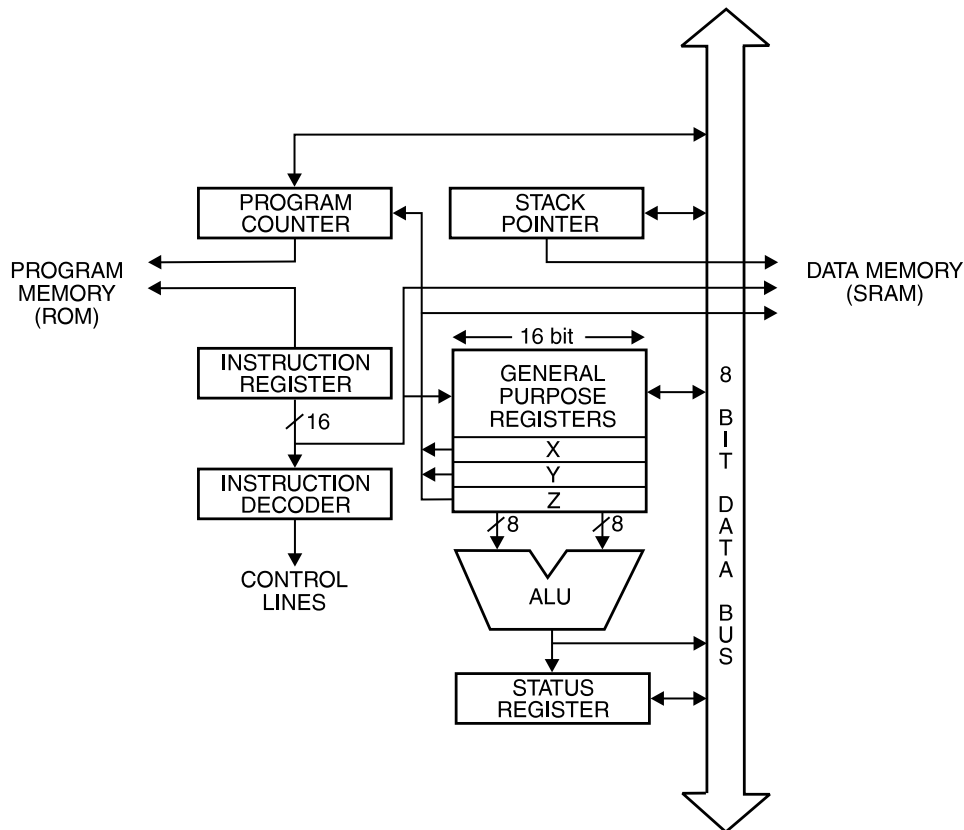 PROGRAM
COUNTER
STACK
POINTER
PROGRAM
MEMORY
(ROM)
DATA MEMORY
(SRAM)
16 bit
INSTRUCTION
REGISTER
GENERAL
PURPOSE
REGISTERS
16
X
Y
Z
INSTRUCTION
DECODER
8
8
CONTROL
LINES
ALU
STATUS
REGISTER
8 BIT DATA BUS